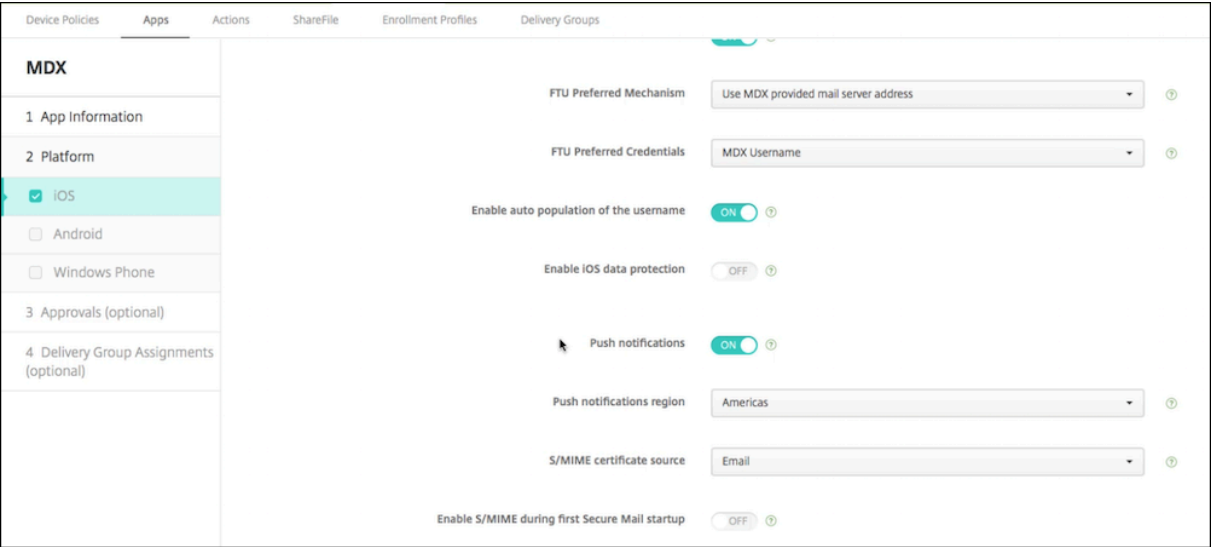 Device Policies Apps Actions ShareFile Enrollment Profiles Delivery Groups
MDX
1 App Information
2 Platform
iOS
Android
Windows Phone
3 Approvals (optional)
4 Delivery Group Assignments
(optional)
FTU Preferred Mechanism Use MDX provided mail server address ?
FTU Preferred Credentials MDX Username ?
Enable auto population of the username ON ?
Enable iOS data protection OFF ?
Push notifications ON ?
Push notifications region Americas ?
S/MIME certificate source Email ?
Enable S/MIME during first Secure Mail startup OFF ?